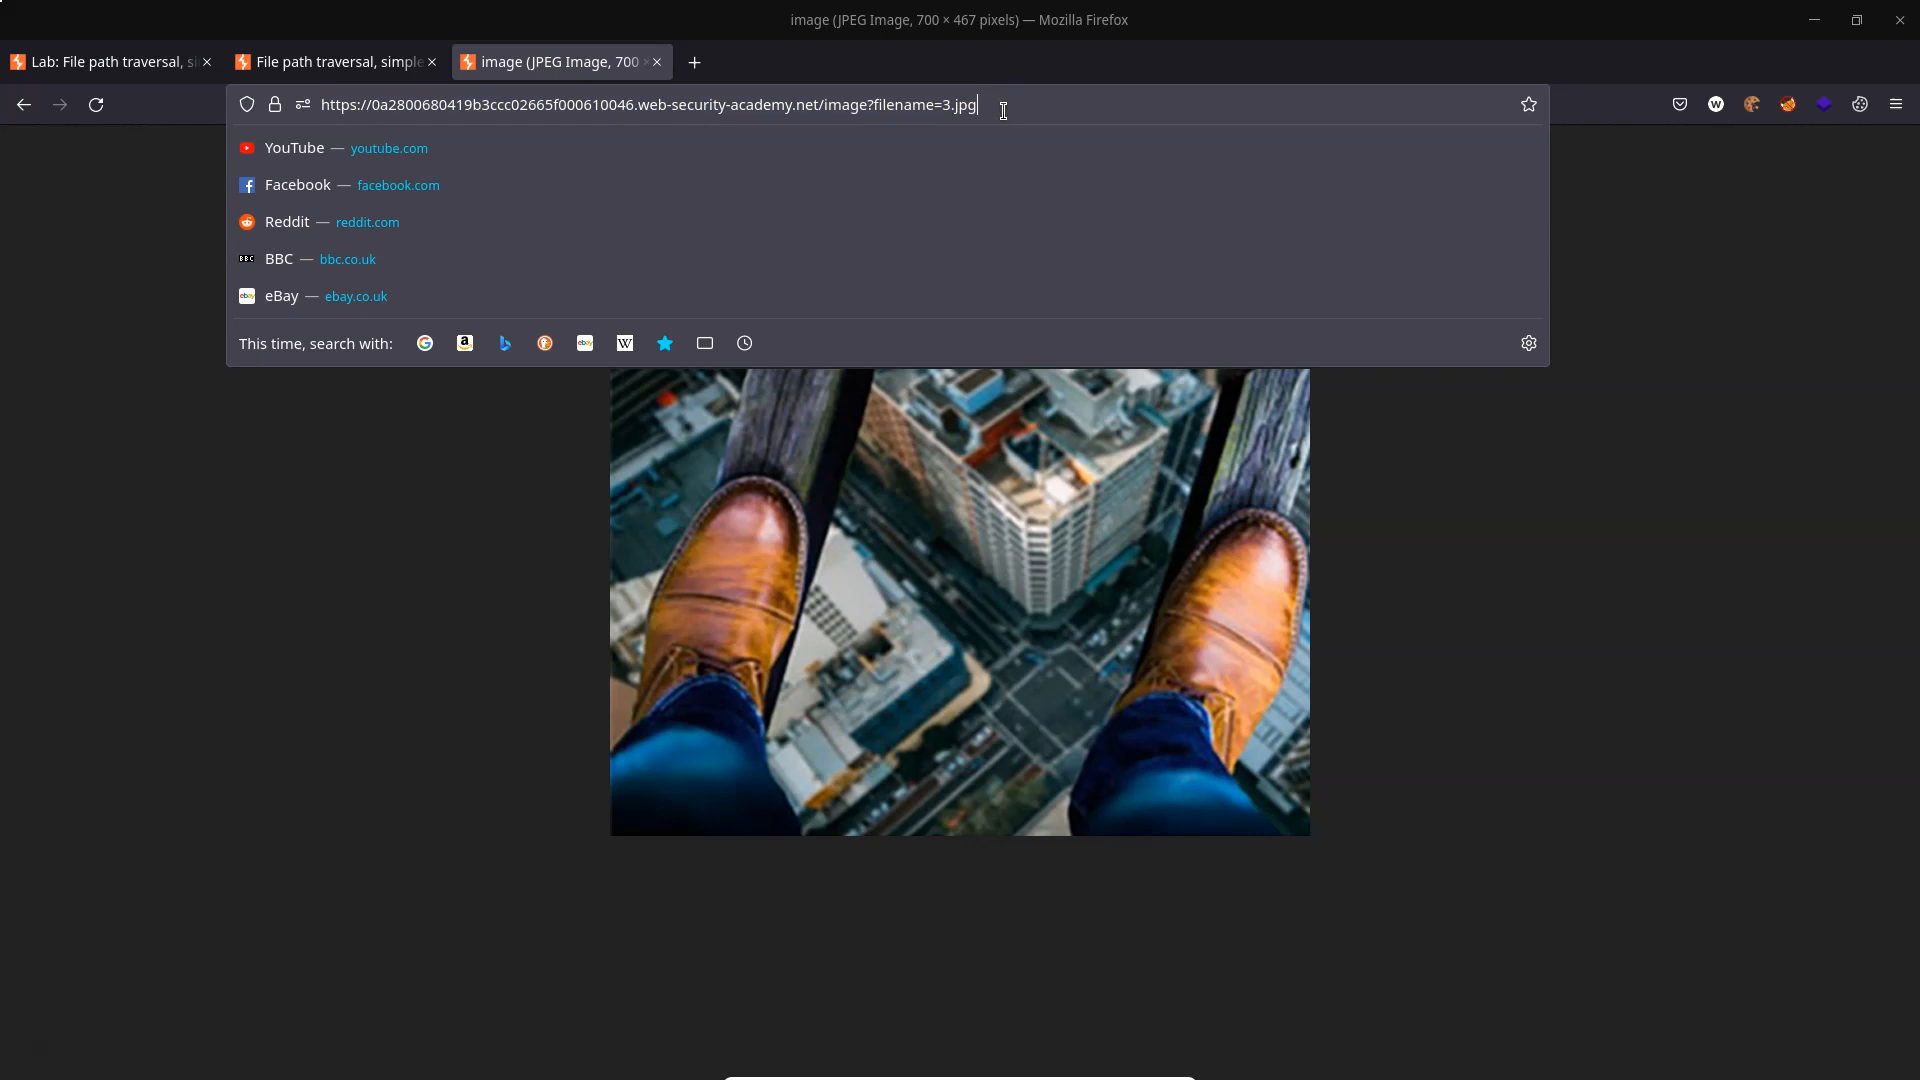 image (JPEG Image, 700 × 467 pixels) — Mozilla Firefox
Lab: File path traversal, si
File path traversal, simple
image (JPEG Image, 700
https://0a2800680419b3ccc02665f000610046.web-security-academy.net/image?filename=3.jpg
YouTube — youtube.com
Facebook — facebook.com
Reddit — reddit.com
BBC BBC — bbc.co.uk
ebay eBay — ebay.co.uk
This time, search with: